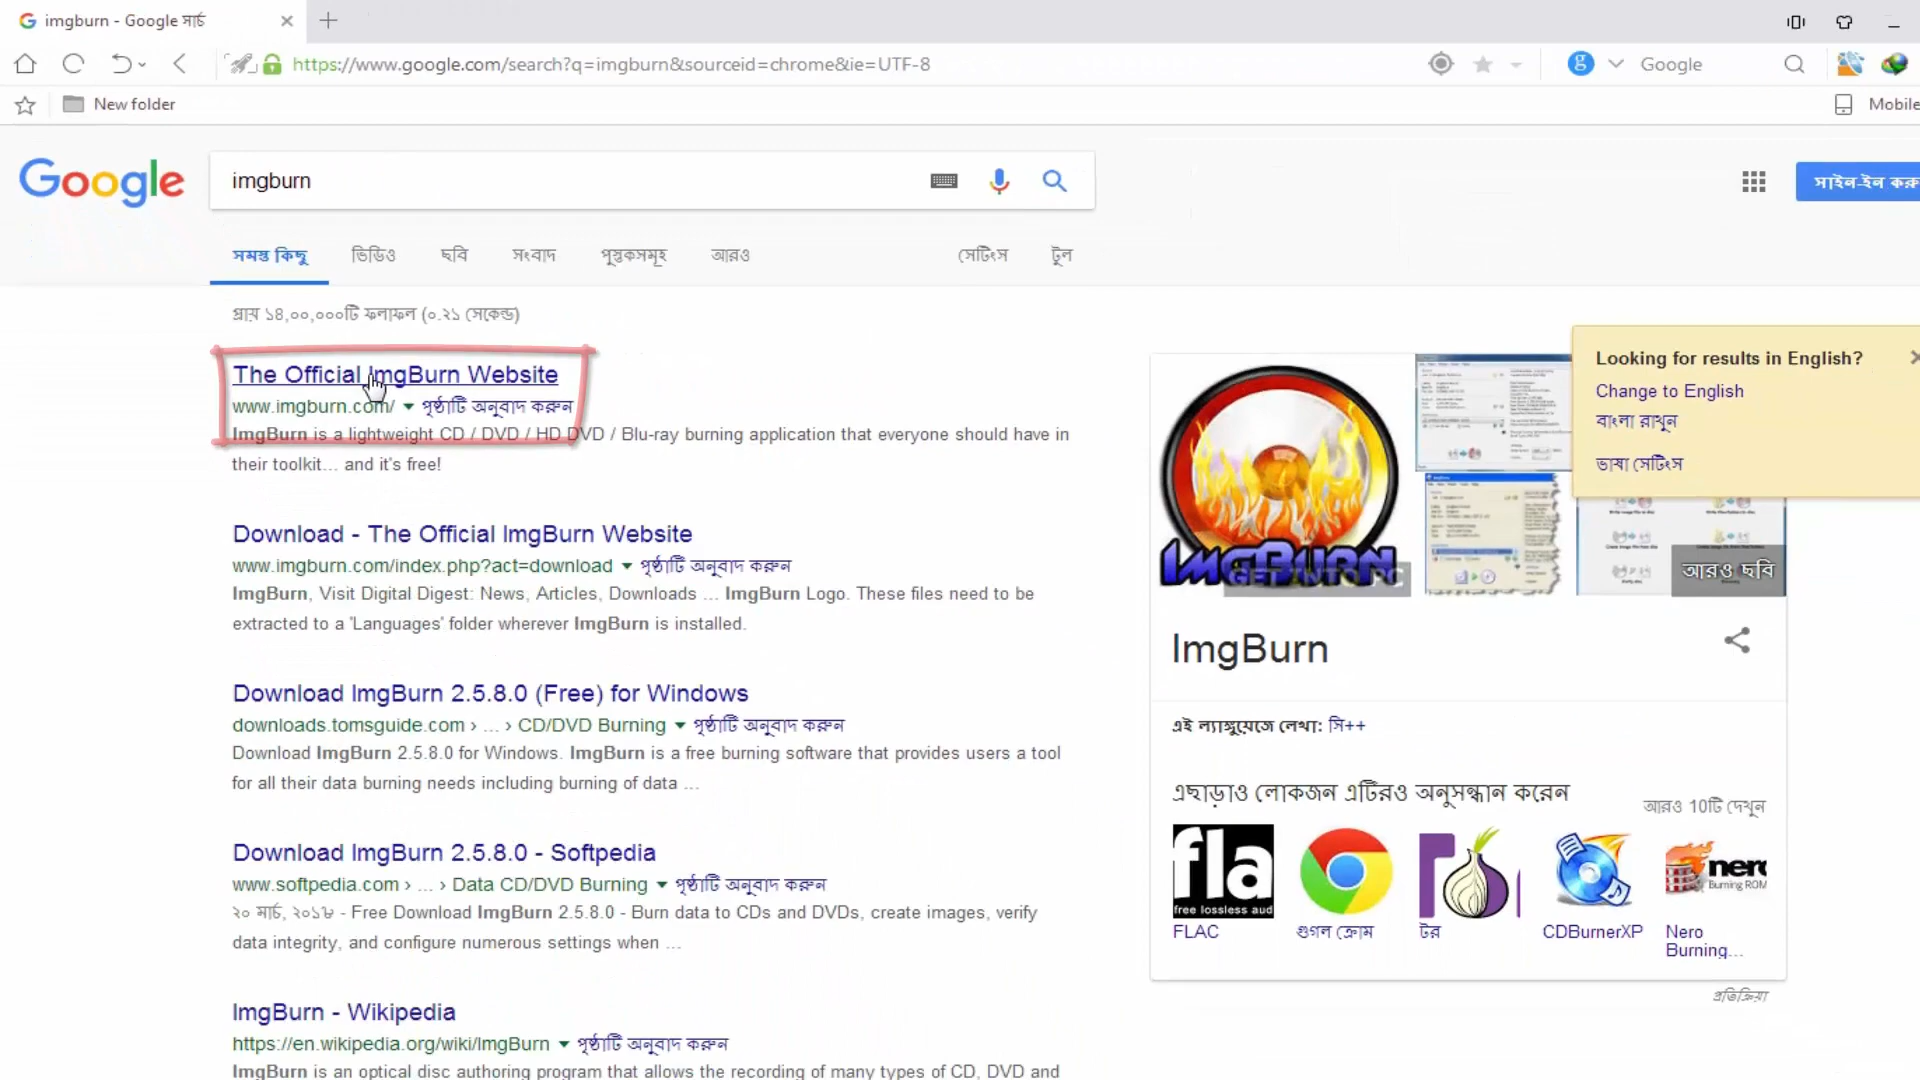 imgburn - Google সার্চ
https://www.google.com/search?q=imgburn&sourceid=chrome&ie=UTF-8
Google
New folder
Mobile
Google
imgburn
সাইন-ইন করু
সমস্ত কিছু
ভিডিও
ছবি
সংবাদ
পুস্তকসমূহ
আরও
সেটিংস
টুল
প্রায় ১৪,০০,০০০টি ফলাফল (০.২১ সেকেন্ড)
The Official ImgBurn Website
www.imgburn.com/ ▼ পৃষ্ঠাটি অনুবাদ করুন
ImgBurn is a lightweight CD / DVD / HD DVD / Blu-ray burning application that everyone should have in
their toolkit... and it's free!
Download - The Official ImgBurn Website
www.imgburn.com/index.php?act=download ▼ পৃষ্ঠাটি অনুবাদ করুন
ImgBurn, Visit Digital Digest: News, Articles, Downloads ... ImgBurn Logo. These files need to be
extracted to a 'Languages' folder wherever ImgBurn is installed.
Download ImgBurn 2.5.8.0 (Free) for Windows
downloads.tomsguide.com › ... › CD/DVD Burning ▼ পৃষ্ঠাটি অনুবাদ করুন
Download ImgBurn 2.5.8.0 for Windows. ImgBurn is a free burning software that provides users a tool
for all their data burning needs including burning of data ...
Download ImgBurn 2.5.8.0 - Softpedia
www.softpedia.com › ... › Data CD/DVD Burning ▼ পৃষ্ঠাটি অনুবাদ করুন
২০ মার্চ, ২০১৮ - Free Download ImgBurn 2.5.8.0 - Burn data to CDs and DVDs, create images, verify
data integrity, and configure numerous settings when ...
ImgBurn - Wikipedia
https://en.wikipedia.org/wiki/ImgBurn ▼ পৃষ্ঠাটি অনুবাদ করুন
ImgBurn is an optical disc authoring program that allows the recording of many types of CD, DVD and
Looking for results in English?
Change to English
বাংলা রাখুন
ভাষা সেটিংস
ImgBurn
আরও ছবি
ImgBurn
এই ল্যাঙ্গুয়েজে লেখা: সি++
এছাড়াও লোকজন এটিরও অনুসন্ধান করেন
আরও 10টি দেখুন
fla
free lossless aud
nero
Burning ROM
FLAC
গুগল ক্রোম
টর
CDBurnerXP
Nero
Burning...
প্রতিক্রিয়া